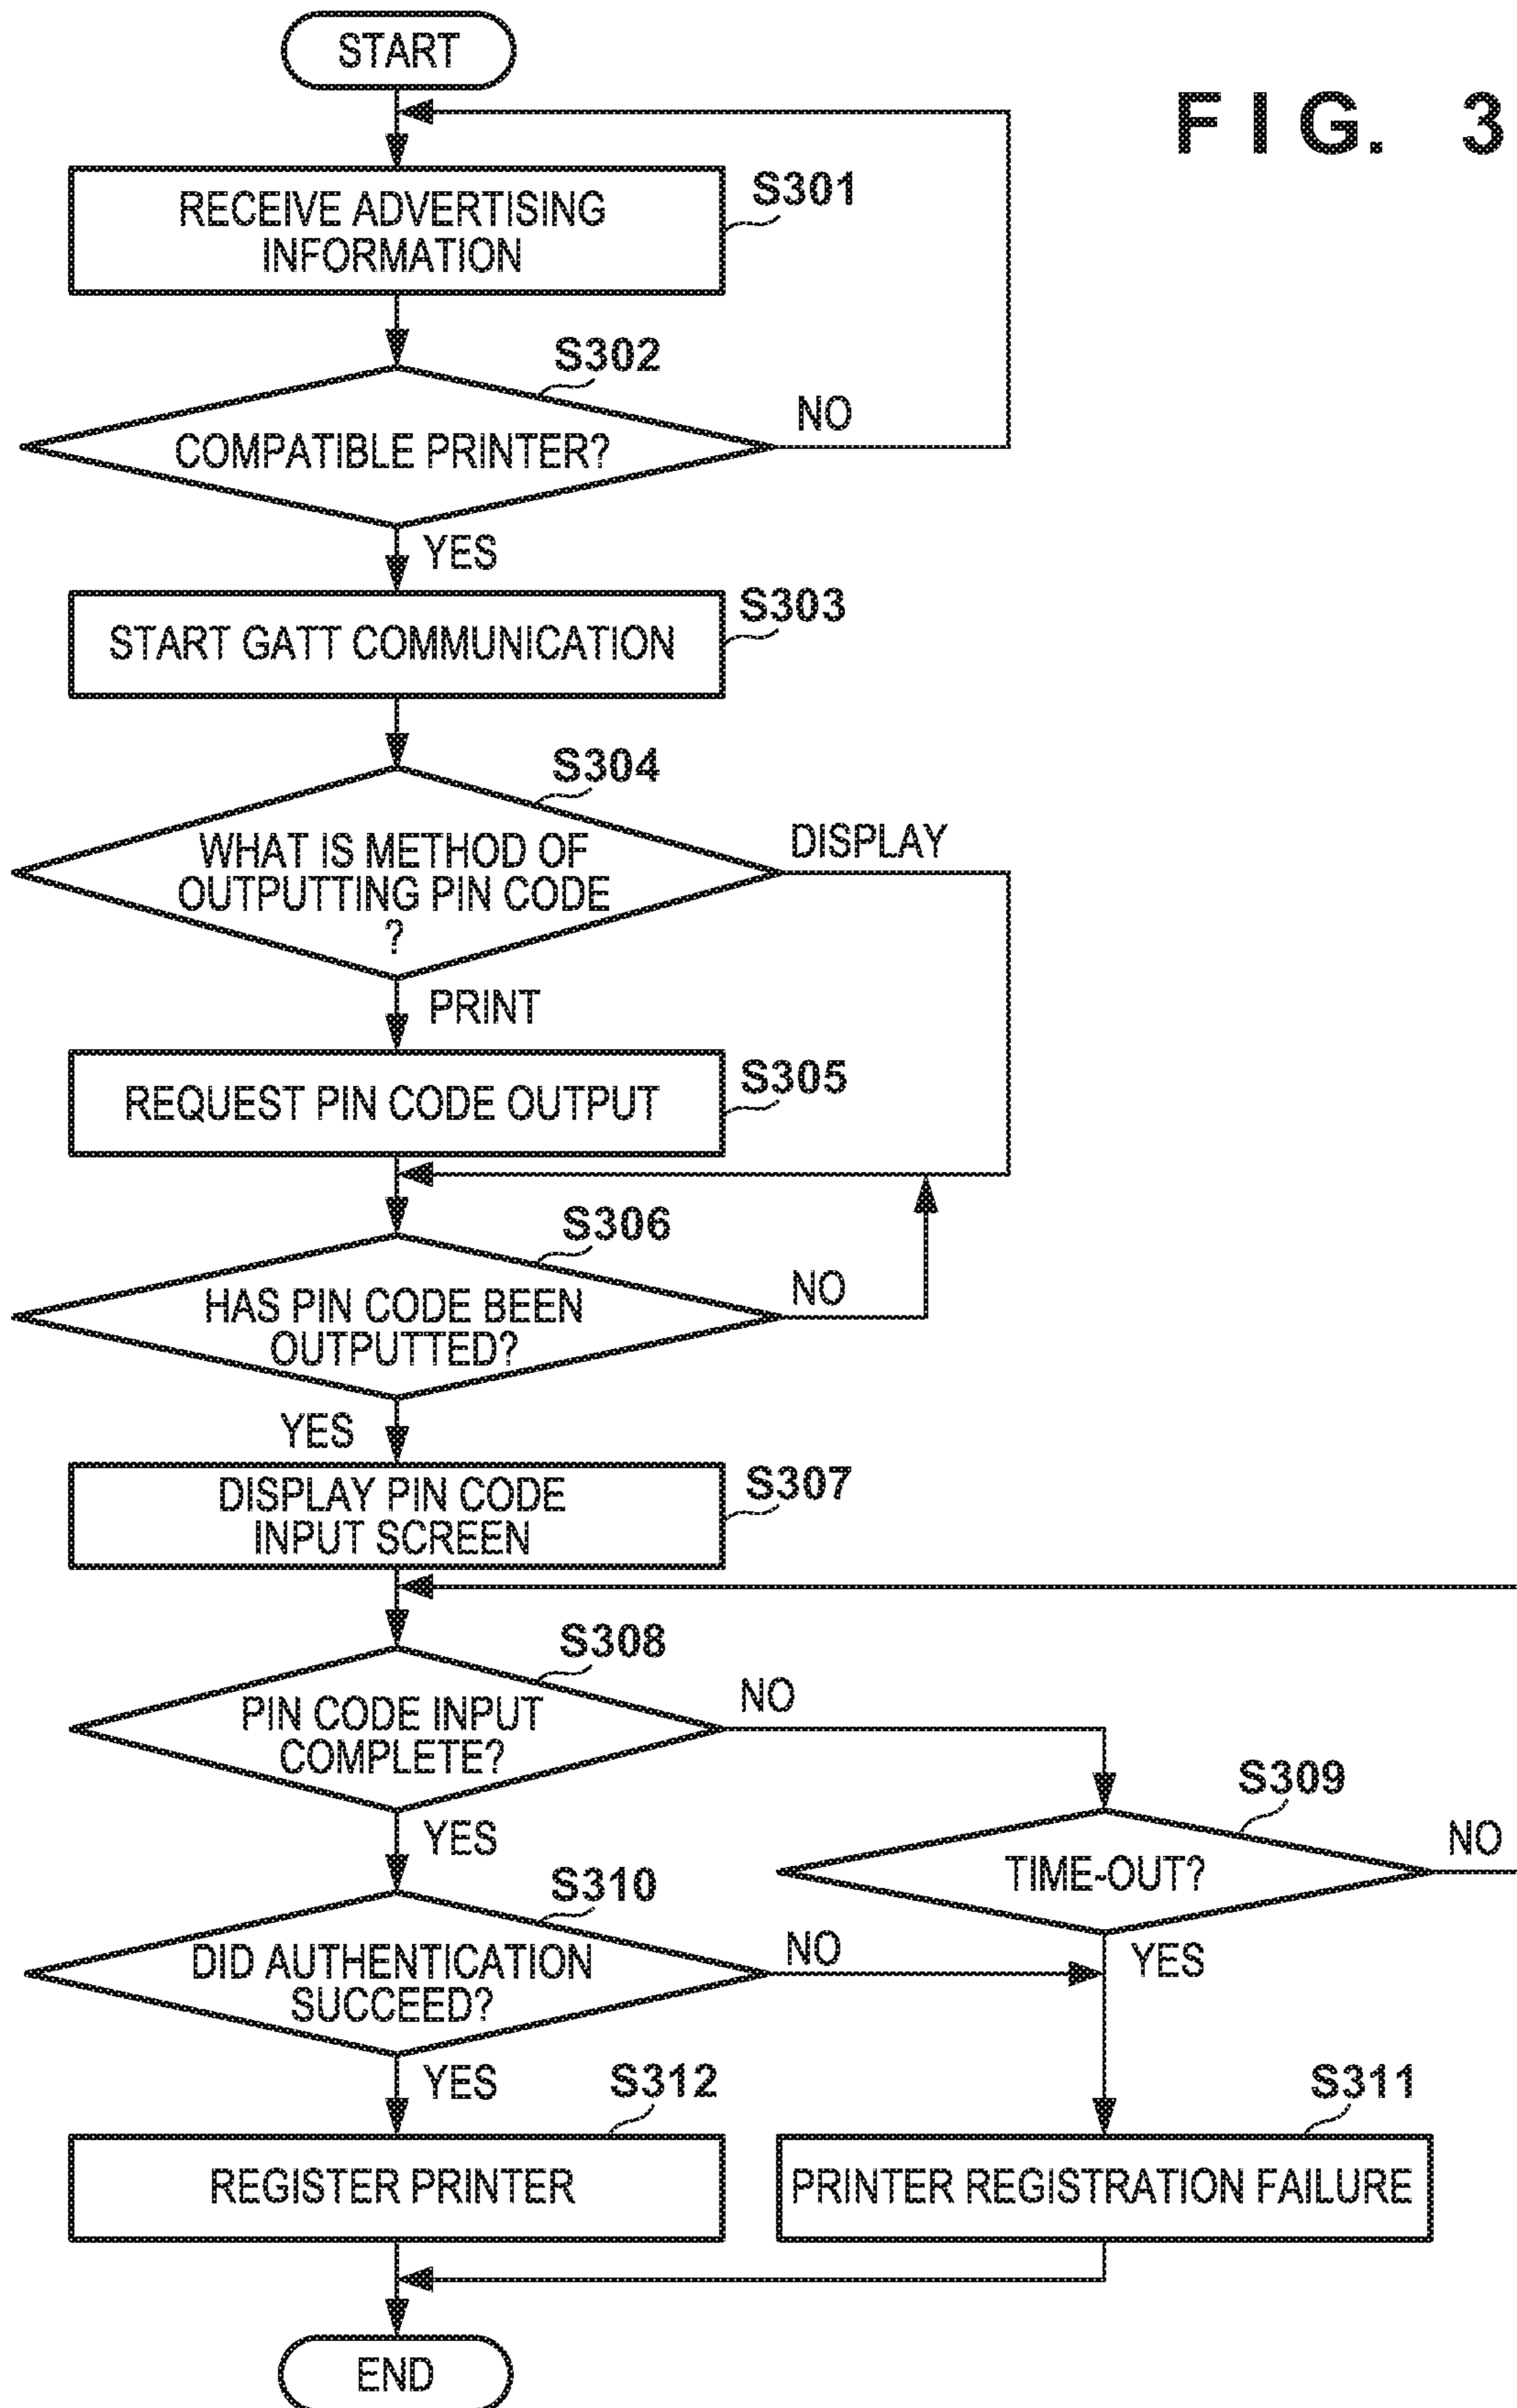 START
FIG. 3
RECEIVE ADVERTISING
INFORMATION
S301
S302
COMPATIBLE PRINTER?
NO
YES
START GATT COMMUNICATION
S303
S304
WHAT IS METHOD OF
OUTPUTTING PIN CODE
?
DISPLAY
PRINT
REQUEST PIN CODE OUTPUT
S305
S306
HAS PIN CODE BEEN
OUTPUTTED?
NO
YES
DISPLAY PIN CODE
INPUT SCREEN
S307
S308
PIN CODE INPUT
COMPLETE?
NO
YES
S309
TIME-OUT?
NO
YES
S310
DID AUTHENTICATION
SUCCEED?
NO
YES
S312
REGISTER PRINTER
S311
PRINTER REGISTRATION FAILURE
END